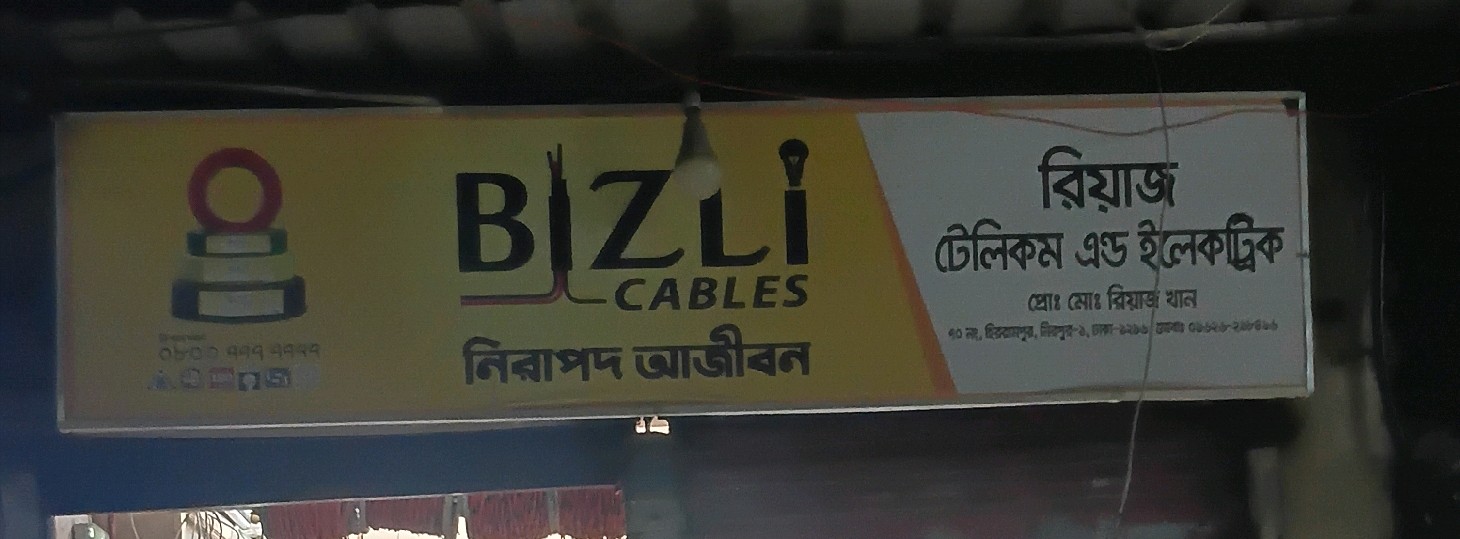 BIZLI
CABLES
নিরাপদ আজীবন
রিয়াজ
টেলিকম এন্ড ইলেকট্রিক
প্রোঃ মোঃ রিয়াজ খান